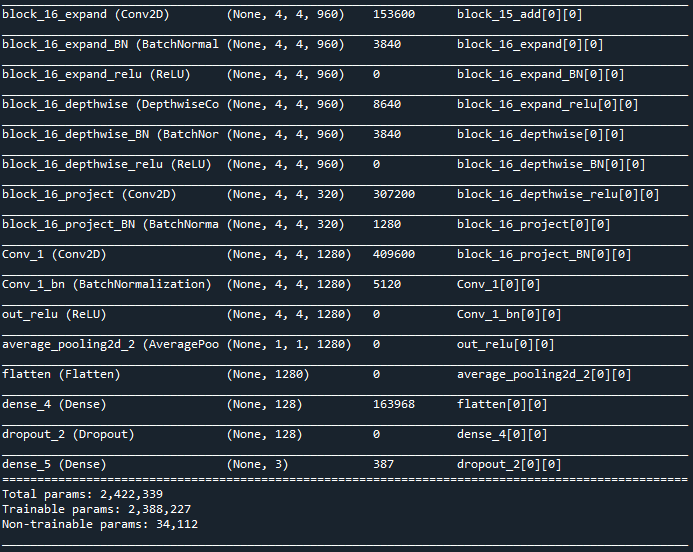 block_16_expand (Conv2D) (None, 4, 4, 960) 153600 block_15_add[0][0]
block_16_expand_BN (BatchNormal (None, 4, 4, 960) 3840 block_16_expand[0][0]
block_16_expand_relu (ReLU) (None, 4, 4, 960) 0 block_16_expand_BN[0][0]
block_16_depthwise (DepthwiseCo (None, 4, 4, 960) 8640 block_16_expand_relu[0][0]
block_16_depthwise_BN (BatchNor (None, 4, 4, 960) 3840 block_16_depthwise[0][0]
block_16_depthwise_relu (ReLU) (None, 4, 4, 960) 0 block_16_depthwise_BN[0][0]
block_16_project (Conv2D) (None, 4, 4, 320) 307200 block_16_depthwise_relu[0][0]
block_16_project_BN (BatchNorma (None, 4, 4, 320) 1280 block_16_project[0][0]
Conv_1 (Conv2D) (None, 4, 4, 1280) 409600 block_16_project_BN[0][0]
Conv_1_bn (BatchNormalization) (None, 4, 4, 1280) 5120 Conv_1[0][0]
out_relu (ReLU) (None, 4, 4, 1280) 0 Conv_1_bn[0][0]
average_pooling2d_2 (AveragePoo (None, 1, 1, 1280) 0 out_relu[0][0]
flatten (Flatten) (None, 1280) 0 average_pooling2d_2[0][0]
dense_4 (Dense) (None, 128) 163968 flatten[0][0]
dropout_2 (Dropout) (None, 128) 0 dense_4[0][0]
dense_5 (Dense) (None, 3) 387 dropout_2[0][0]
Total params: 2,422,339
Trainable params: 2,388,227
Non-trainable params: 34,112